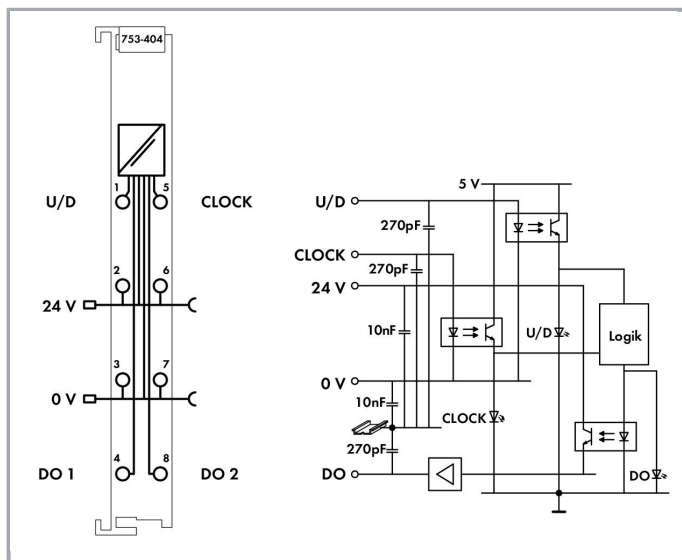 753-404
1 5
U/D CLOCK
2 6
24 V
3 7
0 V
4 8
DO 1 DO 2
5 V
U/D
270pF
CLOCK
270pF
24 V
10nF
U/D
Logik
0 V
10nF
CLOCK
270pF
DO
DO